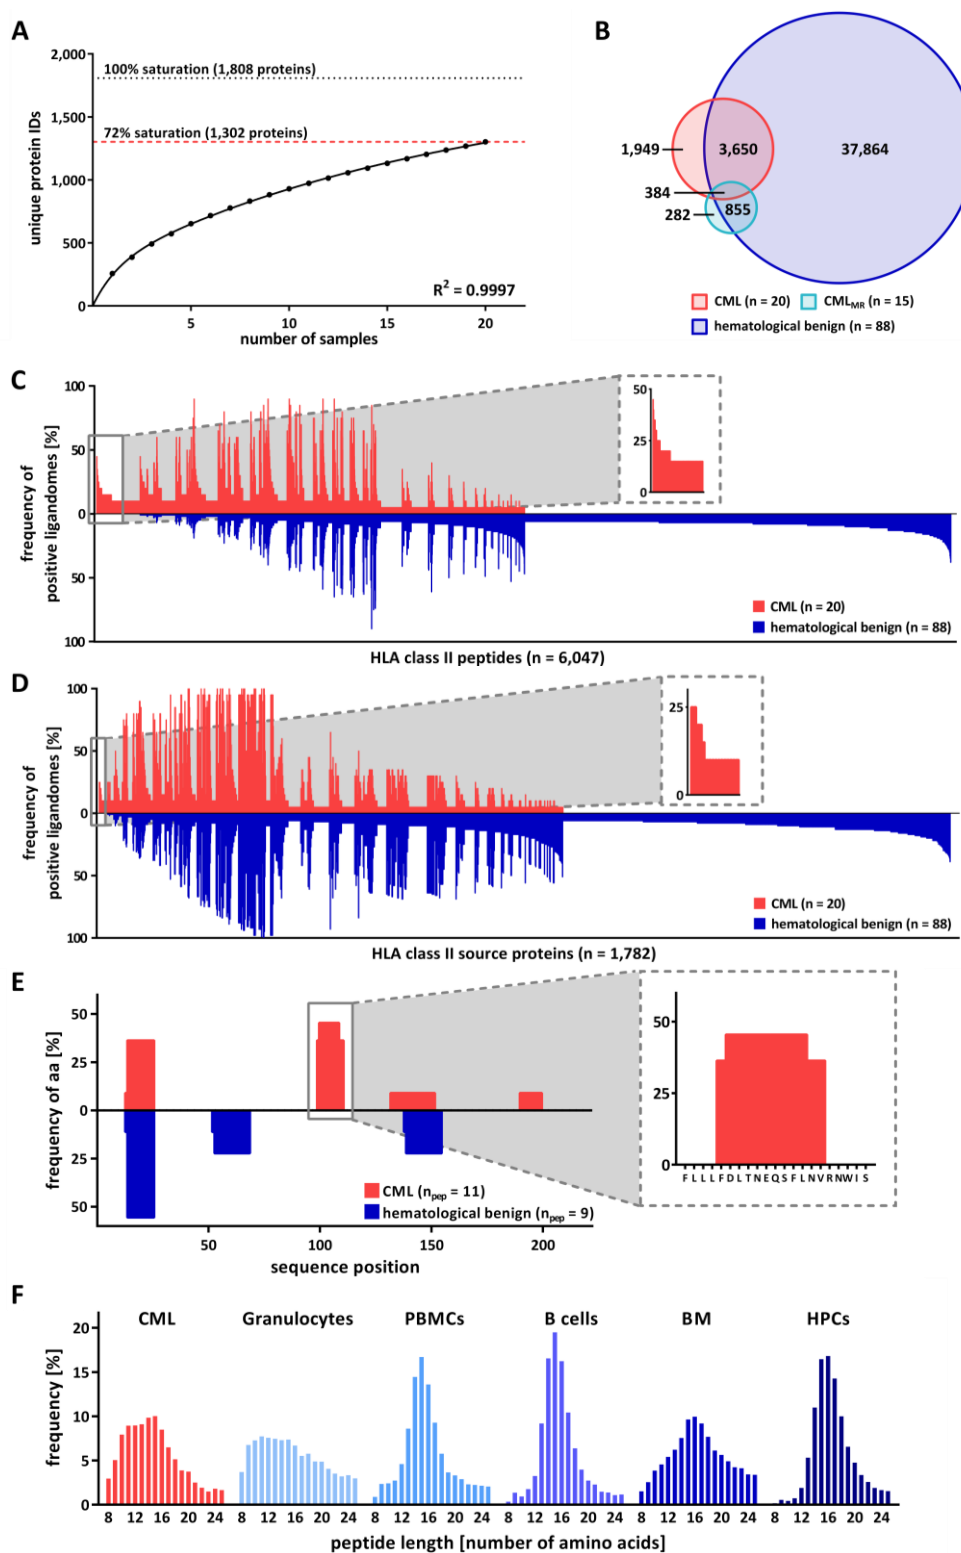 A
2,000
1,500
1,000
500
0
unique protein IDs
100% saturation (1,808 proteins)
72% saturation (1,302 proteins)
R² = 0.9997
5 10 15 20
number of samples
B
1,949
3,650
37,864
384
282
855
CML (n = 20)
CML_MR (n = 15)
hematological benign (n = 88)
C
frequency of
positive ligandomes [%]
100
50
0
50
100
50
25
0
CML (n = 20)
hematological benign (n = 88)
HLA class II peptides (n = 6,047)
D
frequency of
positive ligandomes [%]
100
50
0
50
100
25
0
CML (n = 20)
hematological benign (n = 88)
HLA class II source proteins (n = 1,782)
E
frequency of aa [%]
50
25
0
25
50
50 100 150 200
sequence position
CML (n_pep = 11)
hematological benign (n_pep = 9)
50
25
0
F L L L F D L T N E Q S F L N V R N W I S
F
frequency [%]
20
15
10
5
0
CML Granulocytes PBMCs B cells BM HPCs
8 12 16 20 24 8 12 16 20 24 8 12 16 20 24 8 12 16 20 24 8 12 16 20 24 8 12 16 20 24
peptide length [number of amino acids]